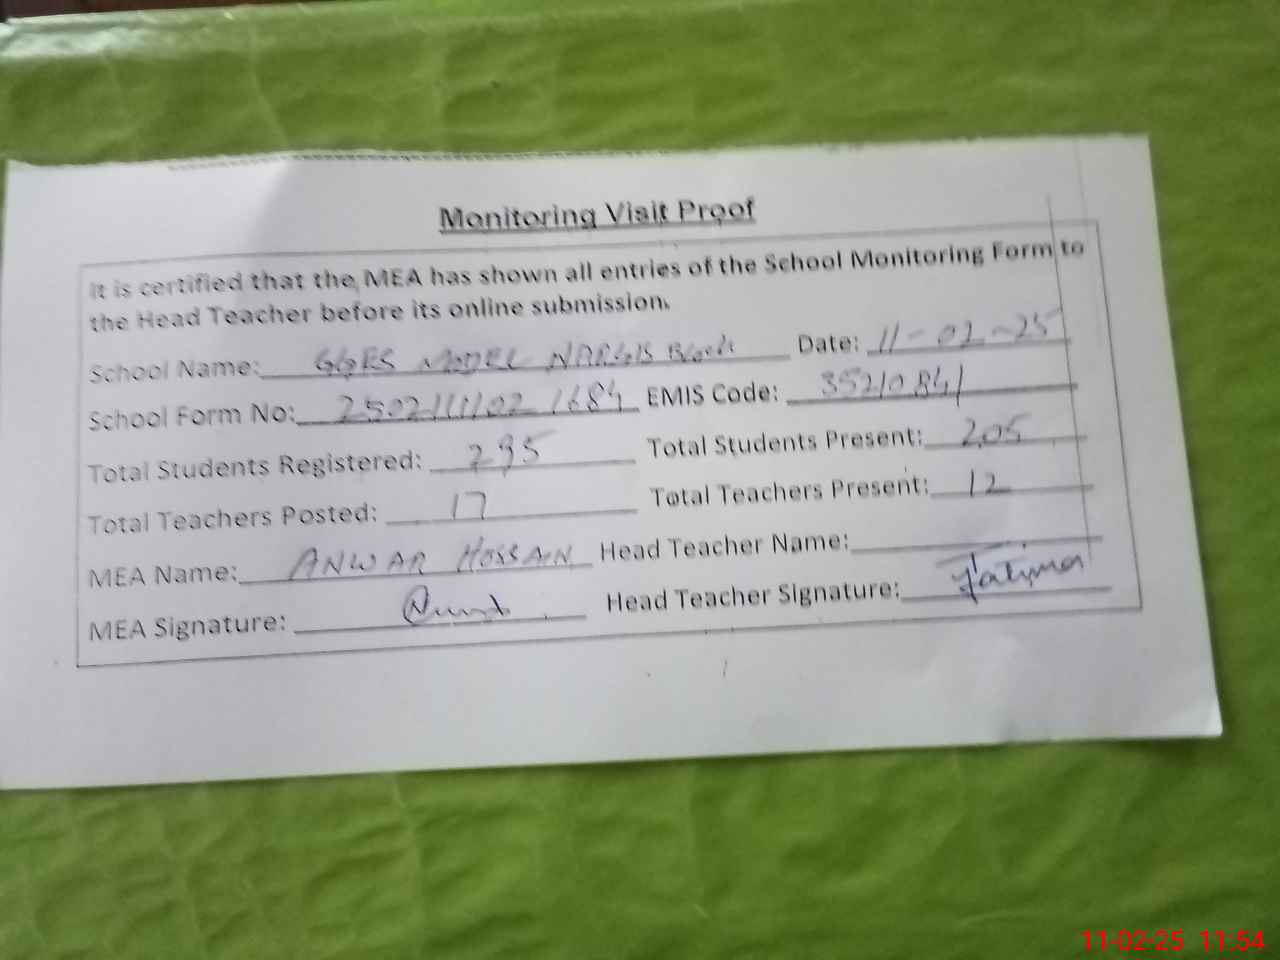 Monitoring Visit Proof
It is certified that the MEA has shown all entries of the School Monitoring Form to
the Head Teacher before its online submission.
School Name: GGES MODEL NARGIS Block Date: 11-02-25
School Form No: EMIS Code: 35210841
Total Students Registered: 295 Total Students Present: 205
Total Teachers Posted: 17 Total Teachers Present: 12
MEA Name: ANWAR HUSSAIN Head Teacher Name:
MEA Signature: Head Teacher Signature: Fatima
11-02-25 11:54